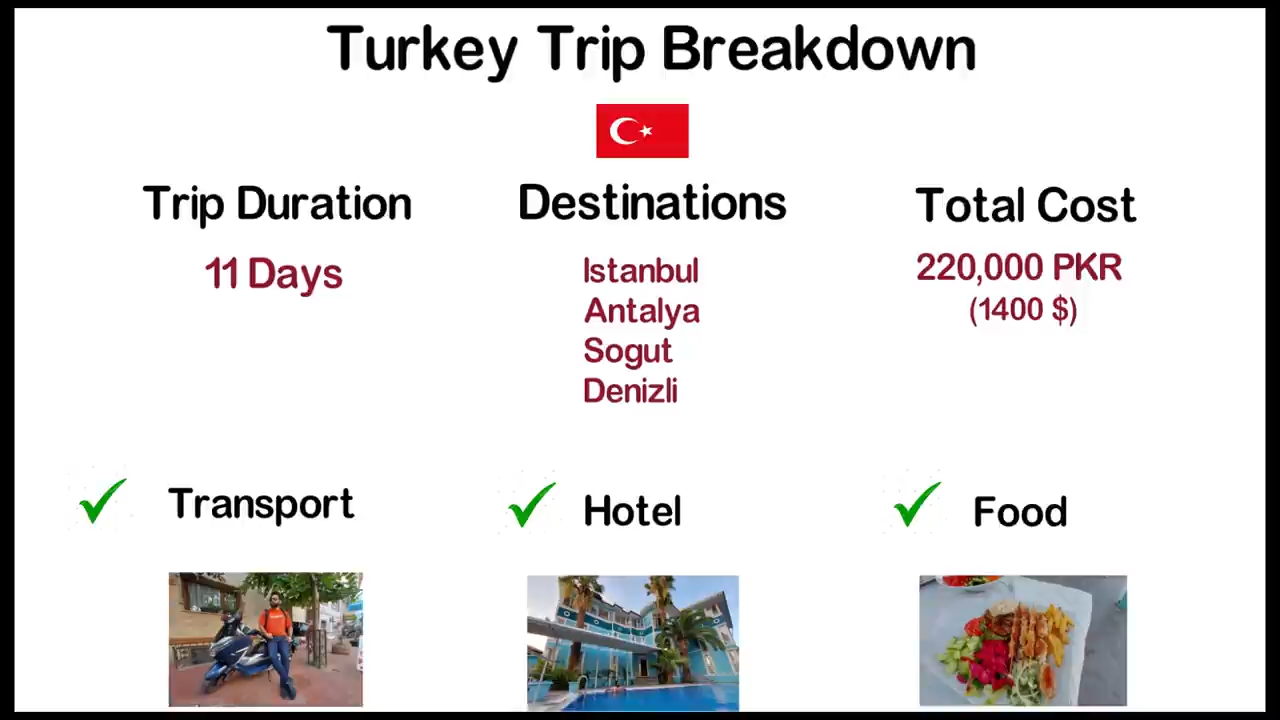 Turkey Trip Breakdown
Trip Duration
11 Days
Destinations
Istanbul
Antalya
Sogut
Denizli
Total Cost
220,000 PKR
(1400 $)
Transport
Hotel
Food